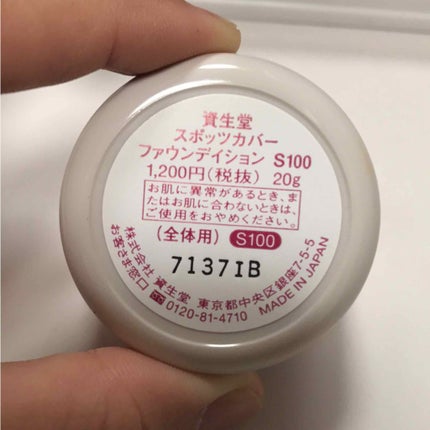 資生堂
スポッツカバー
ファウンデイション S100
1,200円(税抜) 20g
お肌に異常があるとき、ま
たはお肌に合わないときは、
ご使用をおやめください。
(全体用) S100
71371B
株式会社 資生堂 東京都中央区銀座7-5-5
お客さま窓口 0120-81-4710 MADE IN JAPAN